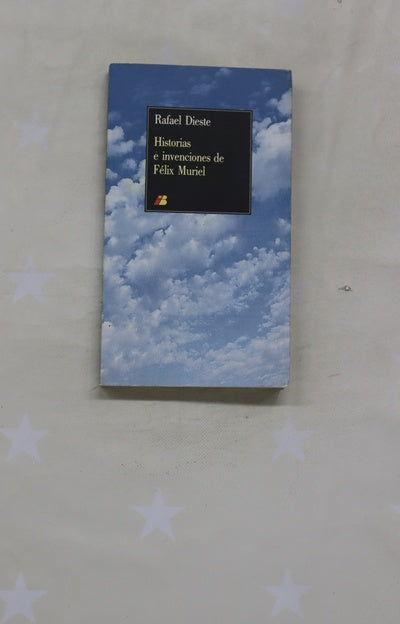 Rafael Dieste
Historias
e invenciones de
Félix Muriel